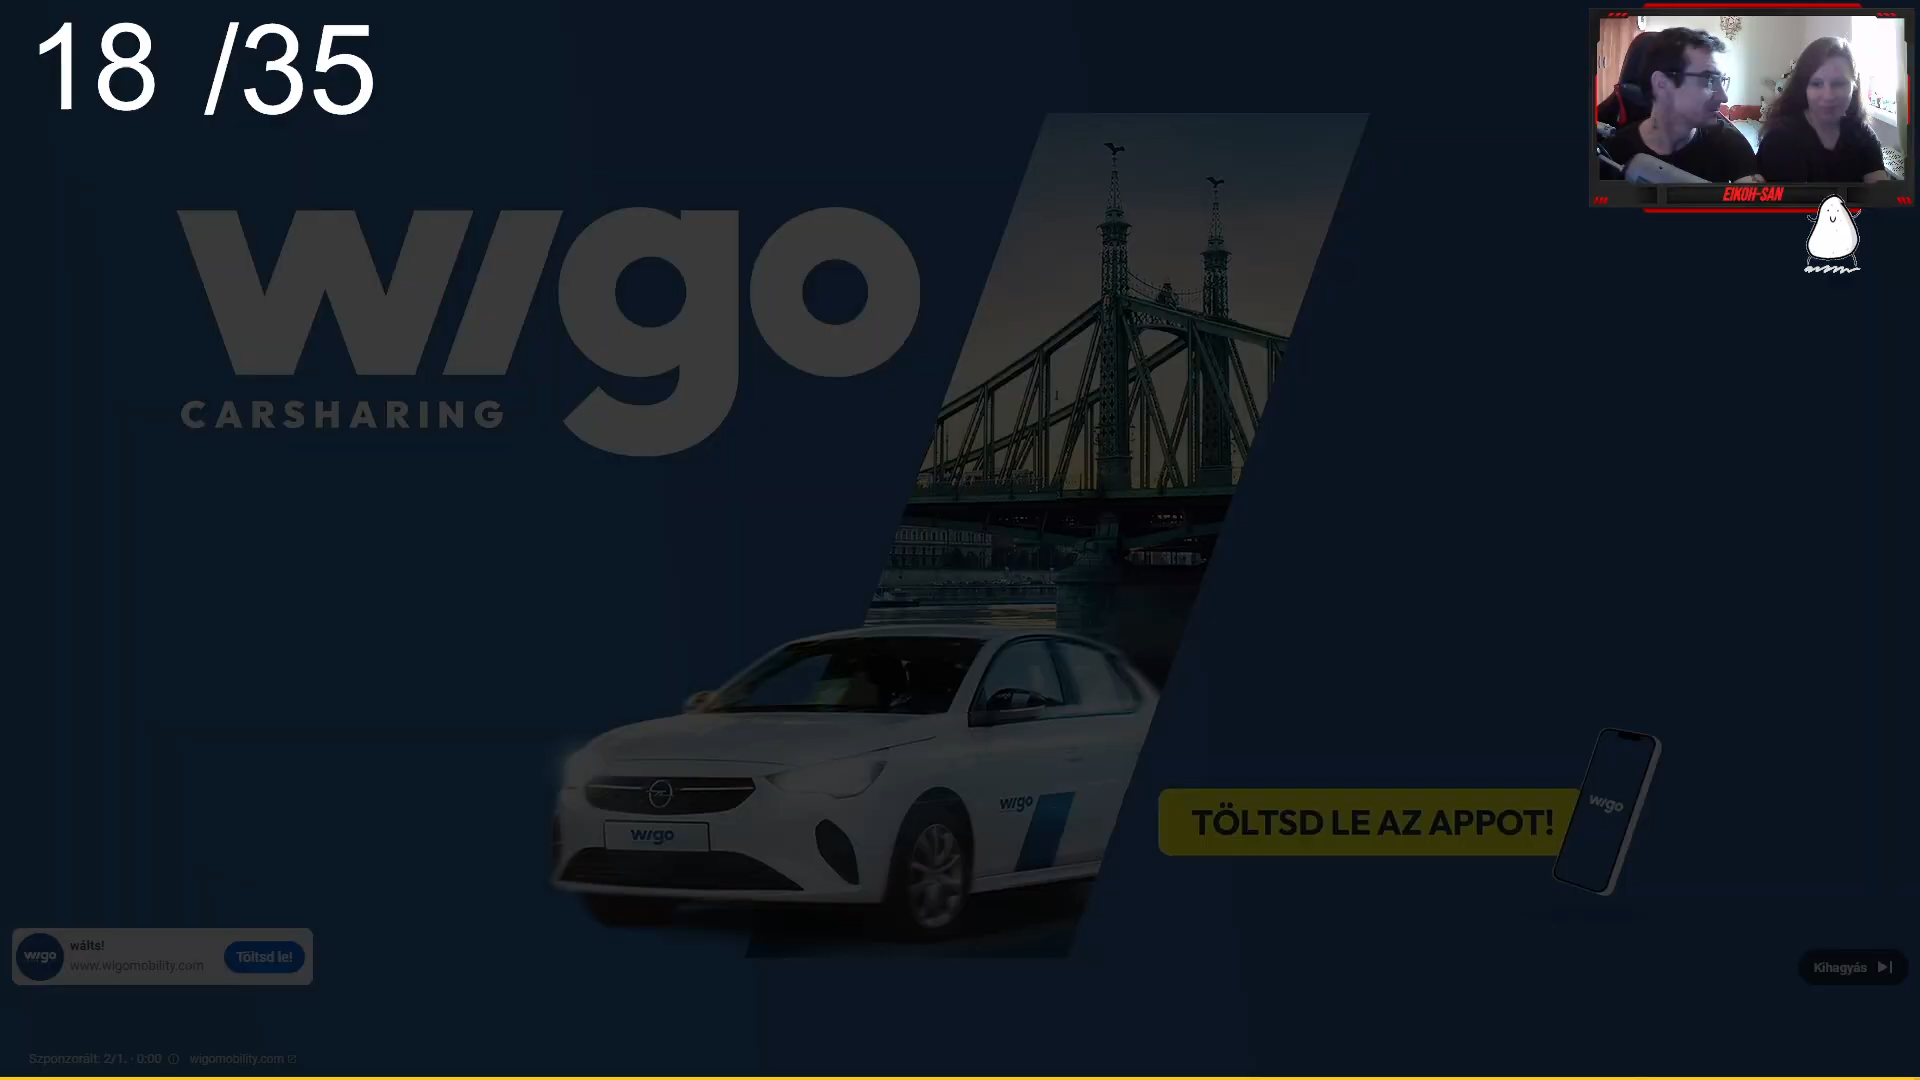 18 /35
EIKOH-SAN
wigo
CARSHARING
wigo
wigo
wigo
TÖLTSD LE AZ APPOT!
wigo
wálts!
www.wigomobility.com
Töltsd le!
Kihagyás
Szponzorált: 2/1. · 0:00
wigomobility.com